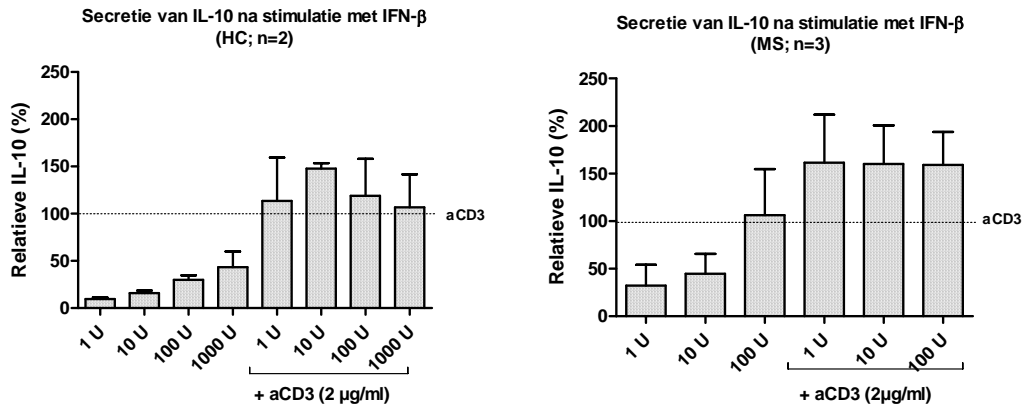 Secretie van IL-10 na stimulatie met IFN-β
(HC; n=2)
Relatieve IL-10 (%)
250
200
150
100
50
0
aCD3
1 U
10 U
100 U
1000 U
1 U
10 U
100 U
1000 U
+ aCD3 (2 µg/ml)
Secretie van IL-10 na stimulatie met IFN-β
(MS; n=3)
Relatieve IL-10 (%)
250
200
150
100
50
0
aCD3
1 U
10 U
100 U
1 U
10 U
100 U
+ aCD3 (2µg/ml)